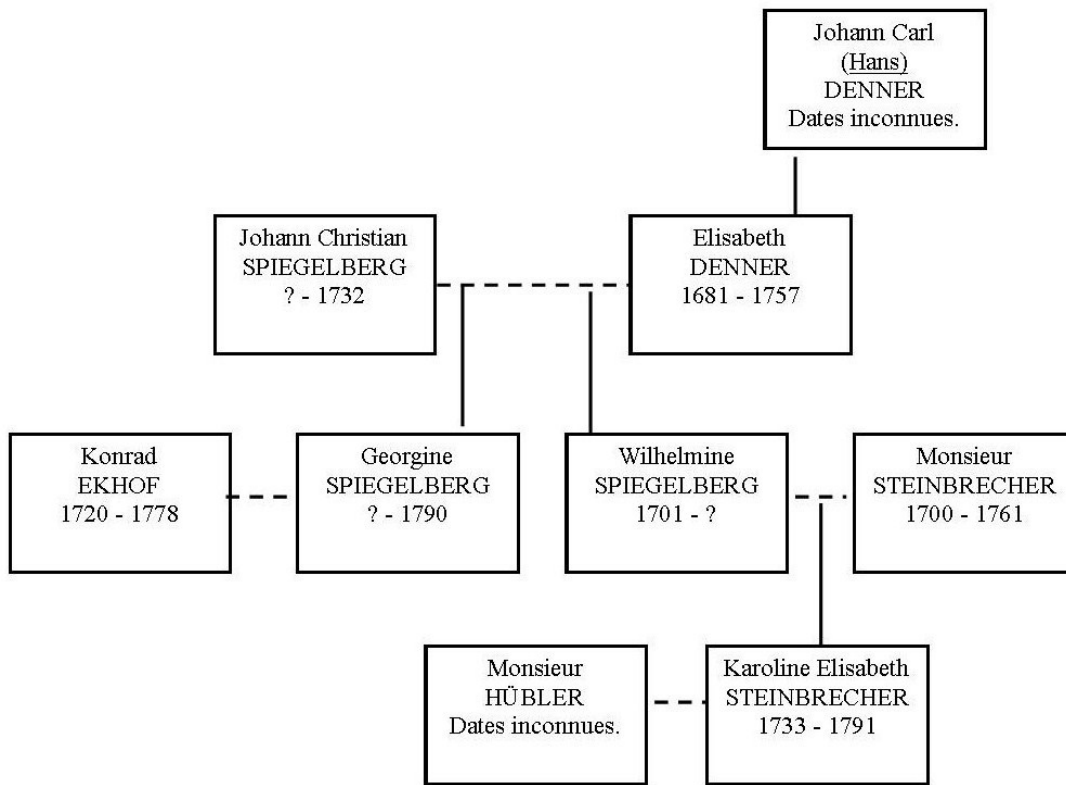 Johann Carl
(Hans)
DENNER
Dates inconnues.
Johann Christian
SPIEGELBERG
? - 1732
Elisabeth
DENNER
1681 - 1757
Konrad
EKHOF
1720 - 1778
Georgine
SPIEGELBERG
? - 1790
Wilhelmine
SPIEGELBERG
1701 - ?
Monsieur
STEINBRECHER
1700 - 1761
Monsieur
HÜBLER
Dates inconnues.
Karoline Elisabeth
STEINBRECHER
1733 - 1791